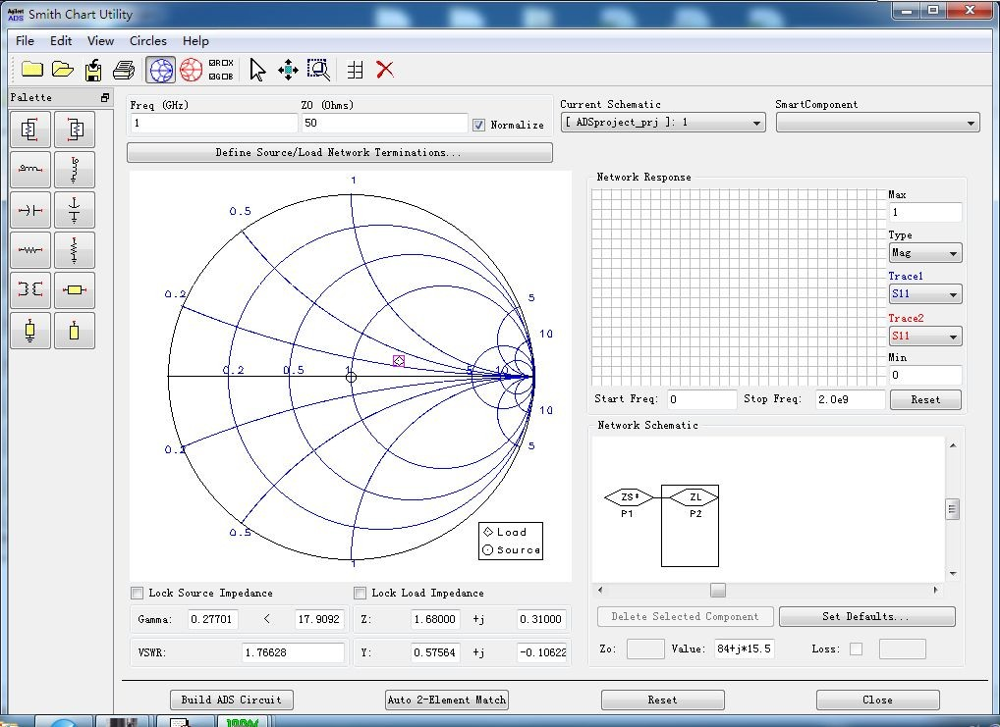 Agilent ADS Smith Chart Utility
File Edit View Circles Help
Palette
Freq (GHz) Z0 (Ohms)
1 50 Normalize
Current Schematic SmartComponent
[ ADSproject_prj ]: 1
Define Source/Load Network Terminations...
1
0.5
0.2 5
10
0.2 0.5 1 5 10
10
0.2 5
0.5
1
Load
Source
Network Response
Max
1
Type
Mag
Trace1
S11
Trace2
S11
Min
0
Start Freq: 0 Stop Freq: 2.0e9 Reset
Network Schematic
ZS* ZL
P1 P2
Lock Source Impedance Lock Load Impedance
Gamma: 0.27701 < 17.9092 Z: 1.68000 +j 0.31000
VSWR: 1.76628 Y: 0.57564 +j -0.10622
Delete Selected Component Set Defaults...
Zo: Value: 84+j*15.5 Loss:
Build ADS Circuit Auto 2-Element Match Reset Close
100%